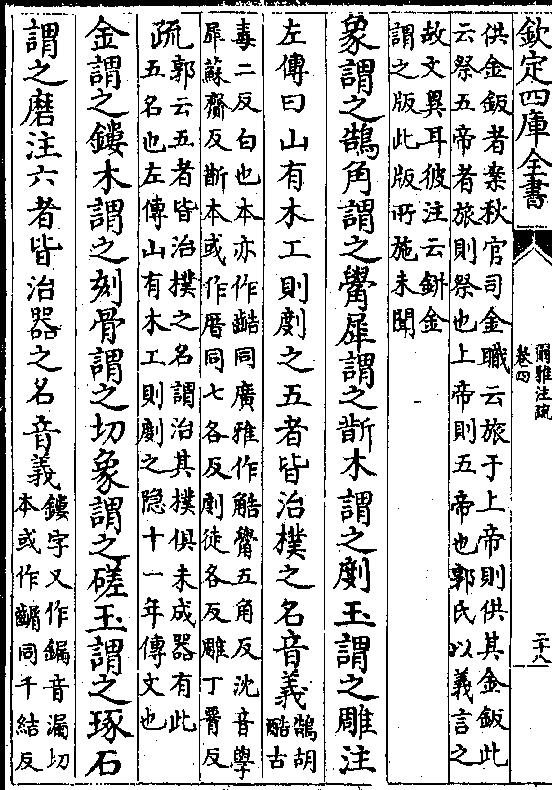 欽定四庫全書
爾雅注疏
卷四
二十八
供金鈑者案秋官司金職云旅于上帝則供其金鈑此
云祭五帝者旅則祭也上帝則五帝也郭氏以義言之
故文異耳彼注云鉼金
謂之版此版所施未聞
象謂之鵠角謂之觷犀謂之剒木謂之劇玉謂之雕注
左傳曰山有木工則劇之五者皆治樸之名音義
鵠胡
酷古
毒二反白也本亦作䶜同廣雅作觷五角反沈音學
犀蘇齊反斮本或作厝同七各反劇徒各反雕丁胥反
疏
郭云五者皆治樸之名謂治其樸俱未成器有此
五名也左傳山有木工則劇之隐十一年傳文也
金謂之鏤木謂之刻骨謂之切象謂之磋玉謂之琢石
謂之磨注六者皆治器之名音義
鏤字又作鏰音漏切
本或作䶩同千結反